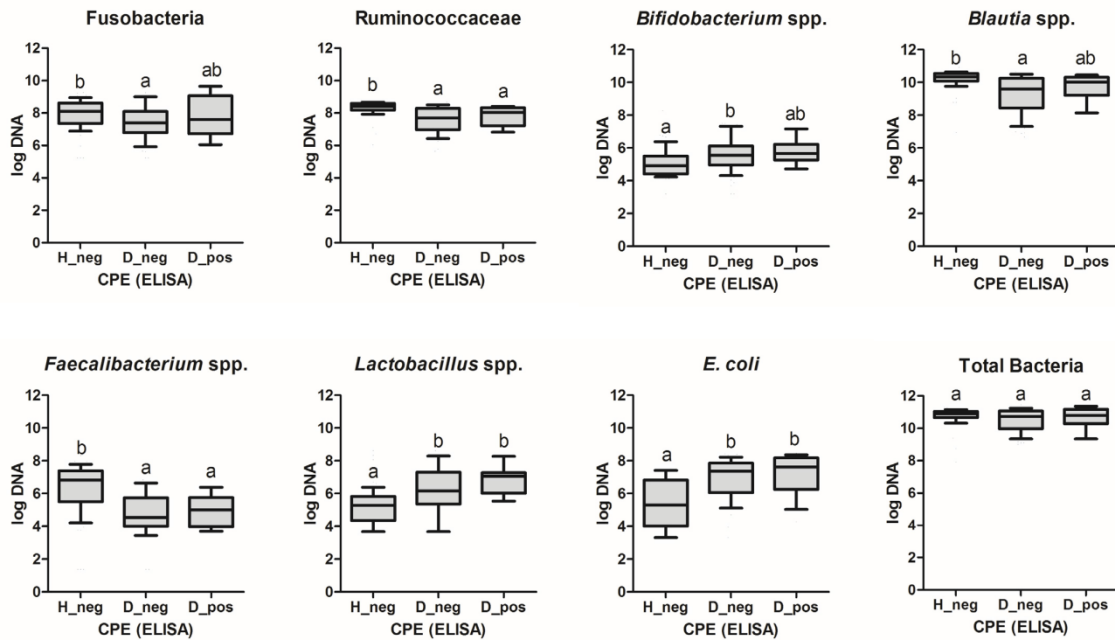 Fusobacteria
12
10
8
6
4
2
0
log DNA
b
a
ab
H_neg D_neg D_pos
CPE (ELISA)
Ruminococcaceae
12
10
8
6
4
2
0
log DNA
b
a
a
H_neg D_neg D_pos
CPE (ELISA)
Bifidobacterium spp.
12
10
8
6
4
2
0
log DNA
a
b
ab
H_neg D_neg D_pos
CPE (ELISA)
Blautia spp.
12
10
8
6
4
2
0
log DNA
b
a
ab
H_neg D_neg D_pos
CPE (ELISA)
Faecalibacterium spp.
12
10
8
6
4
2
0
log DNA
b
a
a
H_neg D_neg D_pos
CPE (ELISA)
Lactobacillus spp.
12
10
8
6
4
2
0
log DNA
a
b
b
H_neg D_neg D_pos
CPE (ELISA)
E. coli
12
10
8
6
4
2
0
log DNA
a
b
b
H_neg D_neg D_pos
CPE (ELISA)
Total Bacteria
12
10
8
6
4
2
0
log DNA
a
a
a
H_neg D_neg D_pos
CPE (ELISA)